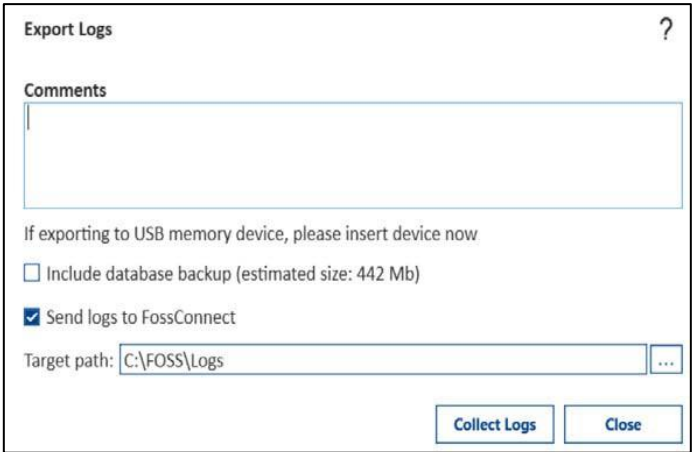 Export Logs ?
Comments
If exporting to USB memory device, please insert device now
Include database backup (estimated size: 442 Mb)
Send logs to FossConnect
Target path: C:\FOSS\Logs ...
Collect Logs Close